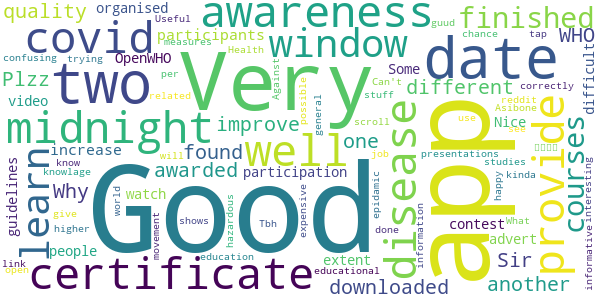 quality
organised
awareness
finished
covid
participants
window
date
WHO
measures
Useful
Health
guud
chance
tap
confusing
trying
OpenWHO
Some
Plzz
two
Very
per
Against
Can't
different
difficult
video
related
possible
stuff
reddit
correctly
midnight
improve
general
scroll
Nice
Asibone
app
provide
courses
increase
found
well
one
disease
use
see
know
will
job
presentations
studies
knowlage
Why
awarded
participation
happy
kinda
guidelines
learn
watch
Good
world
shows
Tbh
expensive
epidemic
contest
What
give
higher
movement
hazardous
done
information
advert
people
education
extent
Sir
informative
interesting
link
open
certificate
educational
downloaded
another